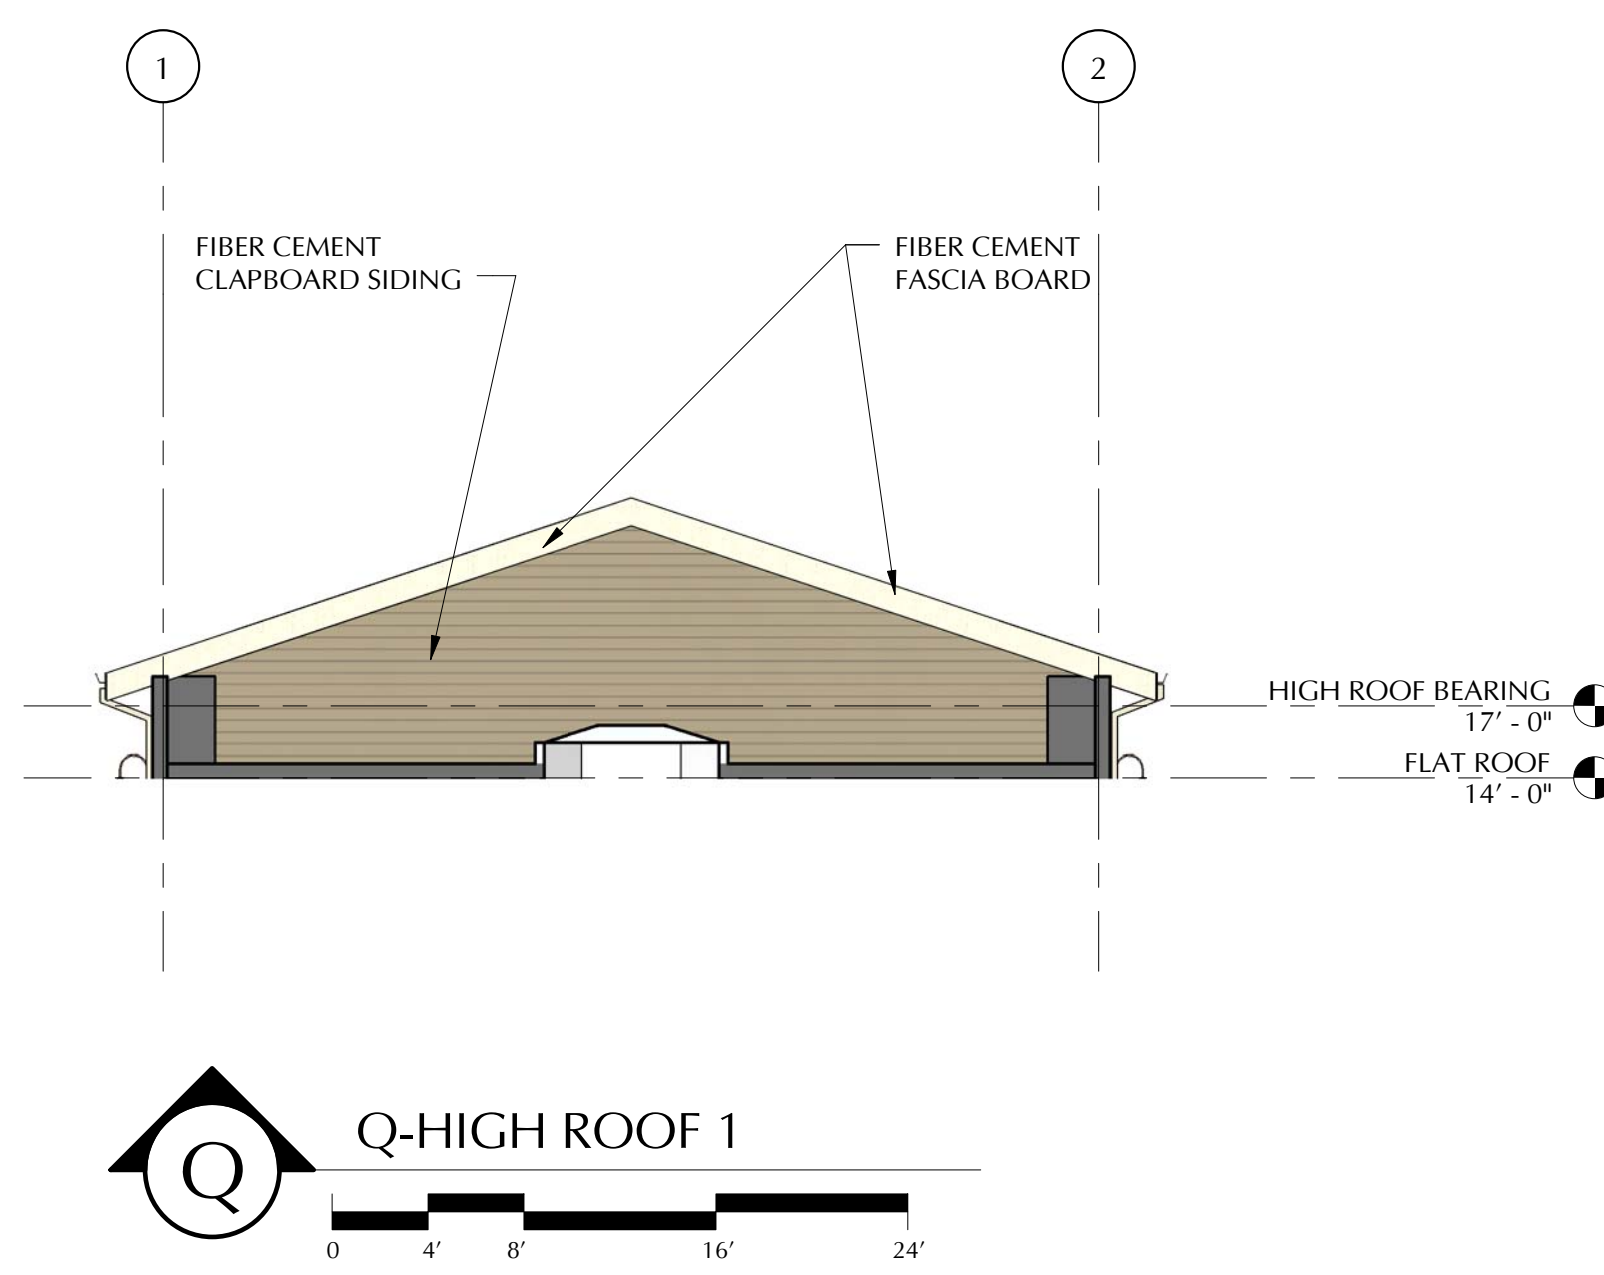 1
2
FIBER CEMENT
CLAPBOARD SIDING
FIBER CEMENT
FASCIA BOARD
HIGH ROOF BEARING
17' - 0"
FLAT ROOF
14' - 0"
Q
Q-HIGH ROOF 1
0 4' 8' 16' 24'